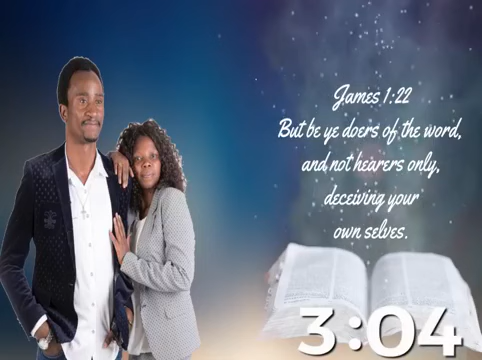 James 1:22
But be ye doers of the word,
and not hearers only,
deceiving your
own selves.
3:04